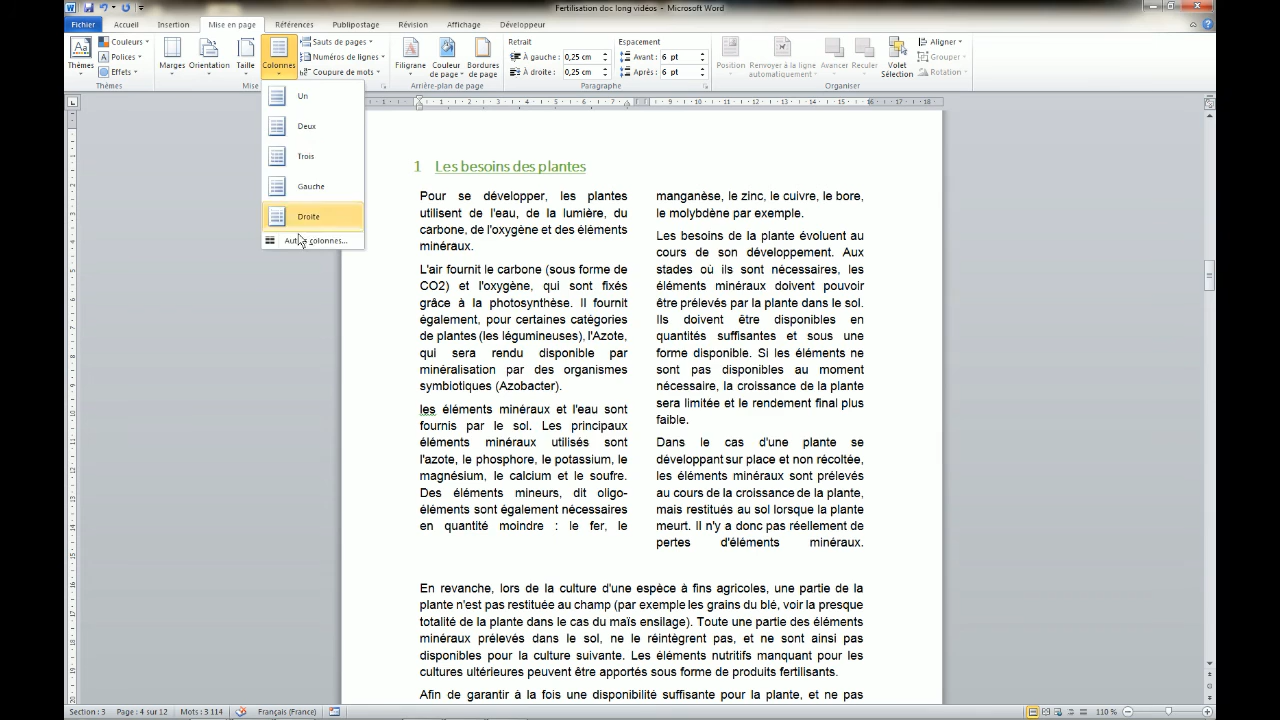 Fertilisation doc long vidéos - Microsoft Word
Fichier Accueil Insertion Mise en page Références Publipostage Révision Affichage Développeur
Thèmes Couleurs Polices Effets Thèmes
Marges Orientation Taille Colonnes Sauts de pages Numéros de lignes Coupure de mots Mise
Filigrane Couleur de page Bordures de page Arrière-plan de page
Retrait À gauche : 0,25 cm À droite : 0,25 cm
Espacement Avant : 6 pt Après : 6 pt
Paragraphe
Position Renvoyer à la ligne automatiquement Avancer Reculer Volet Sélection Aligner Grouper Rotation Organiser
Un
Deux
Trois
Gauche
Droite
colonnes...
1 Les besoins des plantes
Pour se développer, les plantes
utilisent de l'eau, de la lumière, du
carbone, de l'oxygène et des éléments
minéraux.
L'air fournit le carbone (sous forme de
CO2) et l'oxygène, qui sont fixés
grâce à la photosynthèse. Il fournit
également, pour certaines catégories
de plantes (les légumineuses), l'Azote,
qui sera rendu disponible par
minéralisation par des organismes
symbiotiques (Azobacter).
les éléments minéraux et l'eau sont
fournis par le sol. Les principaux
éléments minéraux utilisés sont
l'azote, le phosphore, le potassium, le
magnésium, le calcium et le soufre.
Des éléments mineurs, dit oligo-
éléments sont également nécessaires
en quantité moindre : le fer, le
manganèse, le zinc, le cuivre, le bore,
le molybdène par exemple.
Les besoins de la plante évoluent au
cours de son développement. Aux
stades où ils sont nécessaires, les
éléments minéraux doivent pouvoir
être prélevés par la plante dans le sol.
Ils doivent être disponibles en
quantités suffisantes et sous une
forme disponible. Si les éléments ne
sont pas disponibles au moment
nécessaire, la croissance de la plante
sera limitée et le rendement final plus
faible.
Dans le cas d'une plante se
développant sur place et non récoltée,
les éléments minéraux sont prélevés
au cours de la croissance de la plante,
mais restitués au sol lorsque la plante
meurt. Il n'y a donc pas réellement de
pertes d'éléments minéraux.
En revanche, lors de la culture d'une espèce à fins agricoles, une partie de la
plante n'est pas restituée au champ (par exemple les grains du blé, voir la presque
totalité de la plante dans le cas du maïs ensilage). Toute une partie des éléments
minéraux prélevés dans le sol, ne le réintègrent pas, et ne sont ainsi pas
disponibles pour la culture suivante. Les éléments nutritifs manquant pour les
cultures ultérieures peuvent être apportés sous forme de produits fertilisants.
Afin de garantir à la fois une disponibilité suffisante pour la plante, et ne pas
Section : 3 Page : 4 sur 12 Mots : 3 114 Français (France) 110 %